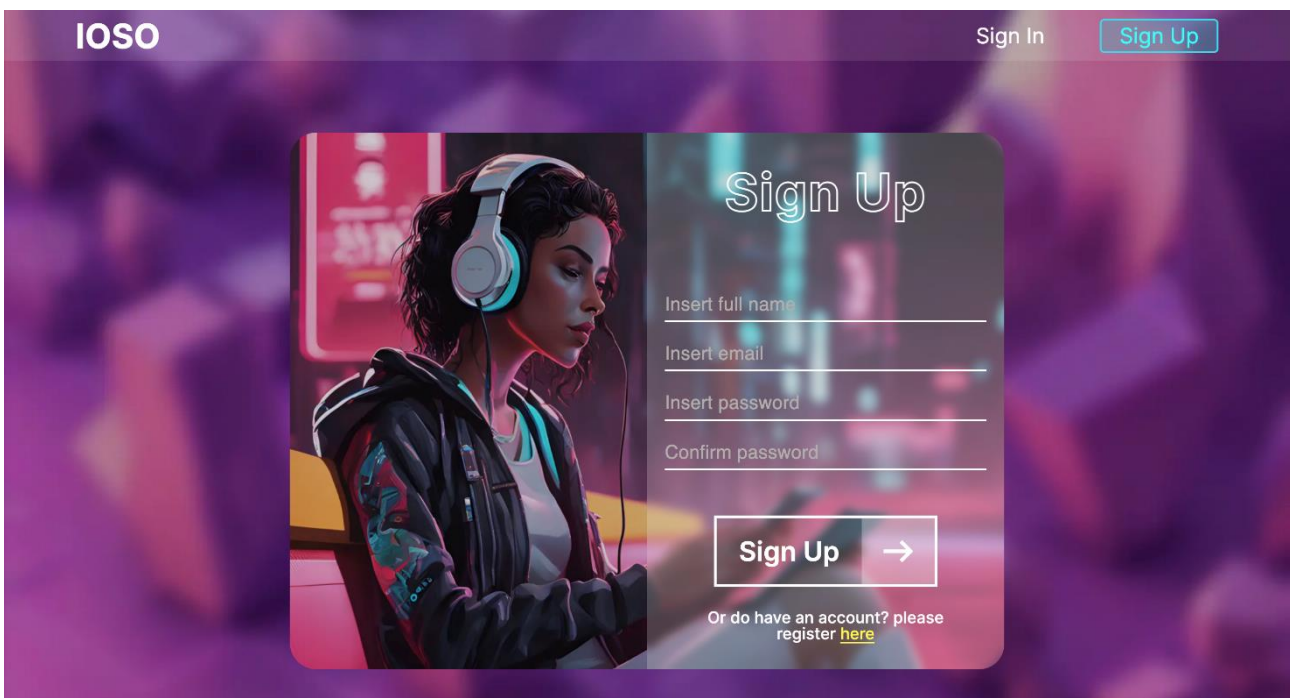 IOSO
Sign In
Sign Up
Sign Up
Insert full name
Insert email
Insert password
Confirm password
Sign Up →
Or do have an account? please
register here